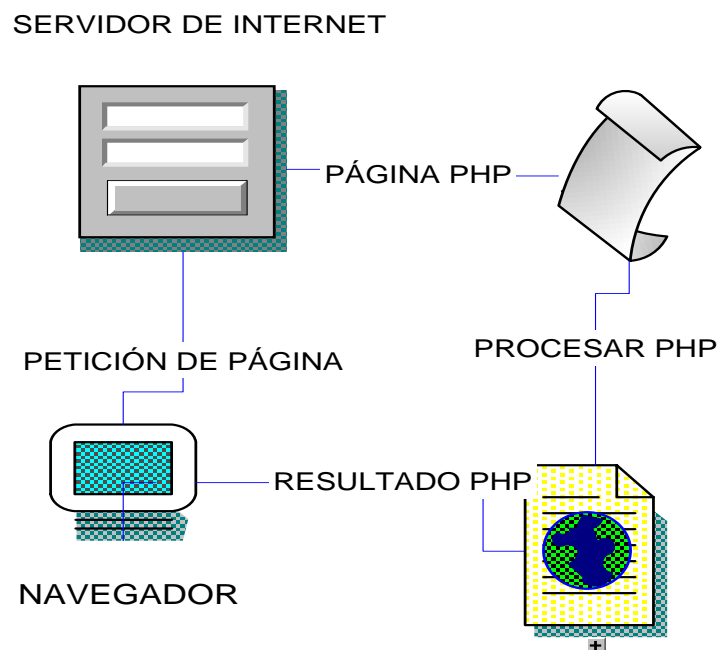 SERVIDOR DE INTERNET
PÁGINA PHP
PETICIÓN DE PÁGINA
PROCESAR PHP
RESULTADO PHP
NAVEGADOR